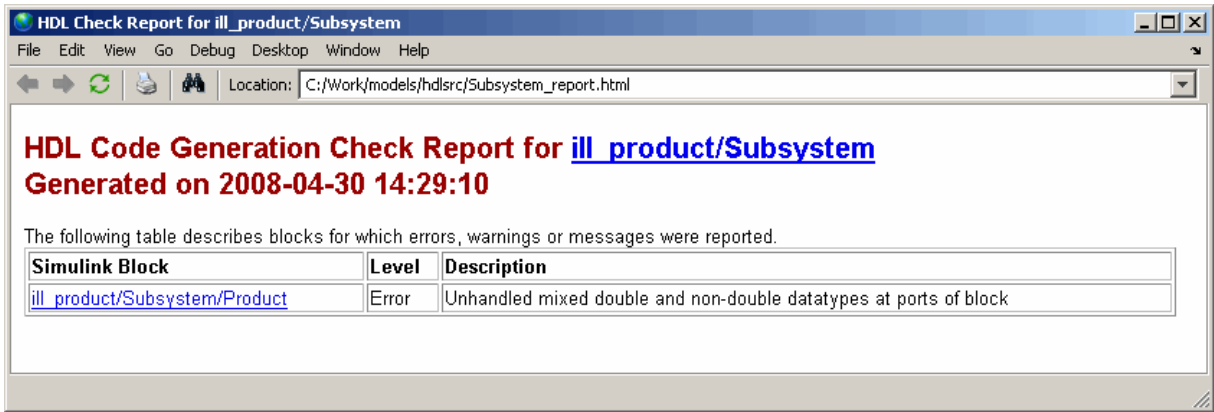 HDL Check Report for ill_product/Subsystem
File Edit View Go Debug Desktop Window Help
Location: C:/Work/models/hdlsrc/Subsystem_report.html
HDL Code Generation Check Report for ill_product/Subsystem
Generated on 2008-04-30 14:29:10
The following table describes blocks for which errors, warnings or messages were reported.
Simulink Block Level Description
ill_product/Subsystem/Product Error Unhandled mixed double and non-double datatypes at ports of block